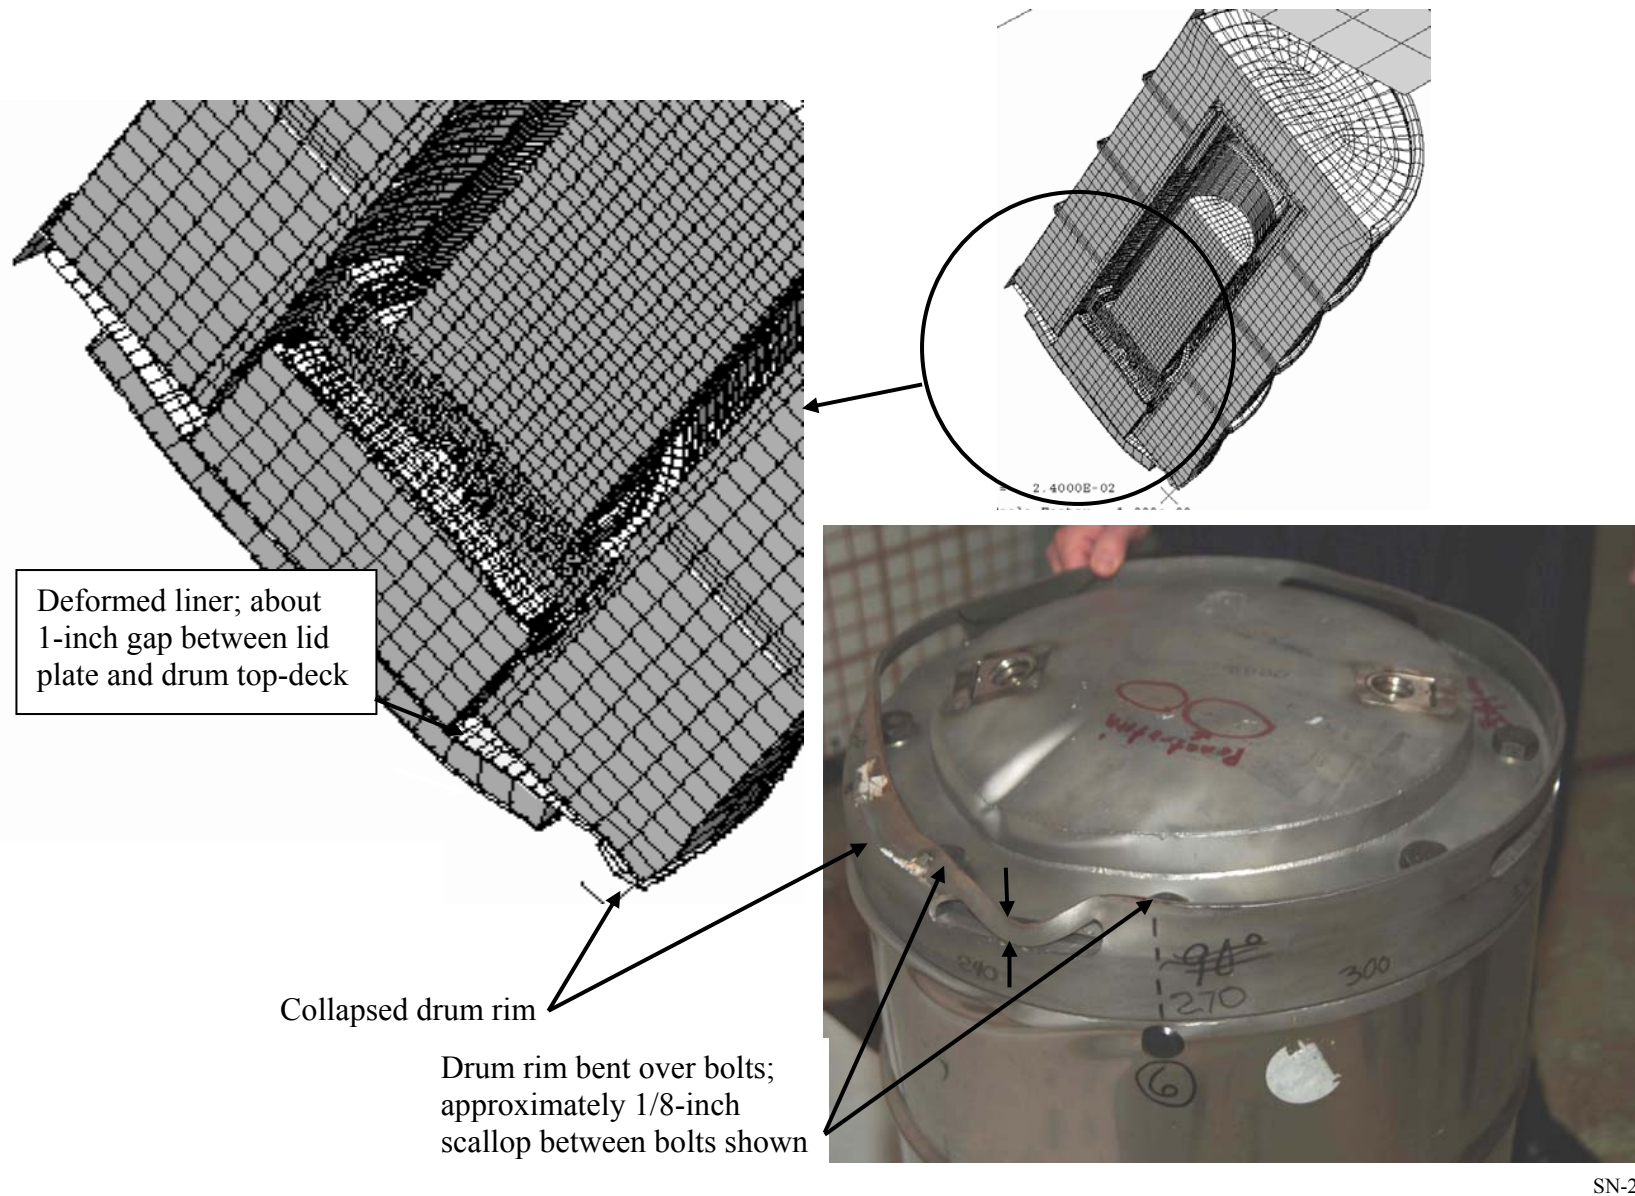 2.4000E-02
Deformed liner; about
1-inch gap between lid
plate and drum top-deck
Collapsed drum rim
Drum rim bent over bolts;
approximately 1/8-inch
scallop between bolts shown
240
90°
270
300
6
SN-2